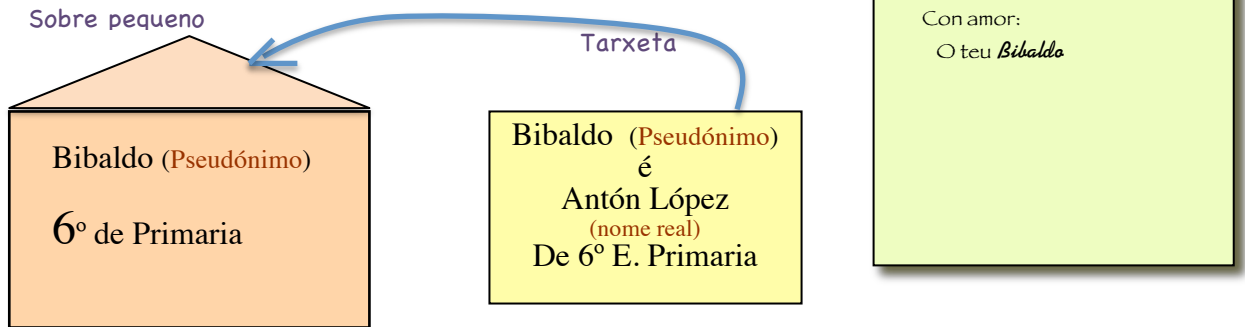 Sobre pequeno
Bibaldo (Pseudónimo)
6º de Primaria
Tarxeta
Bibaldo (Pseudónimo)
é
Antón López
(nome real)
De 6º E. Primaria
Con amor:
O teu Bibaldo